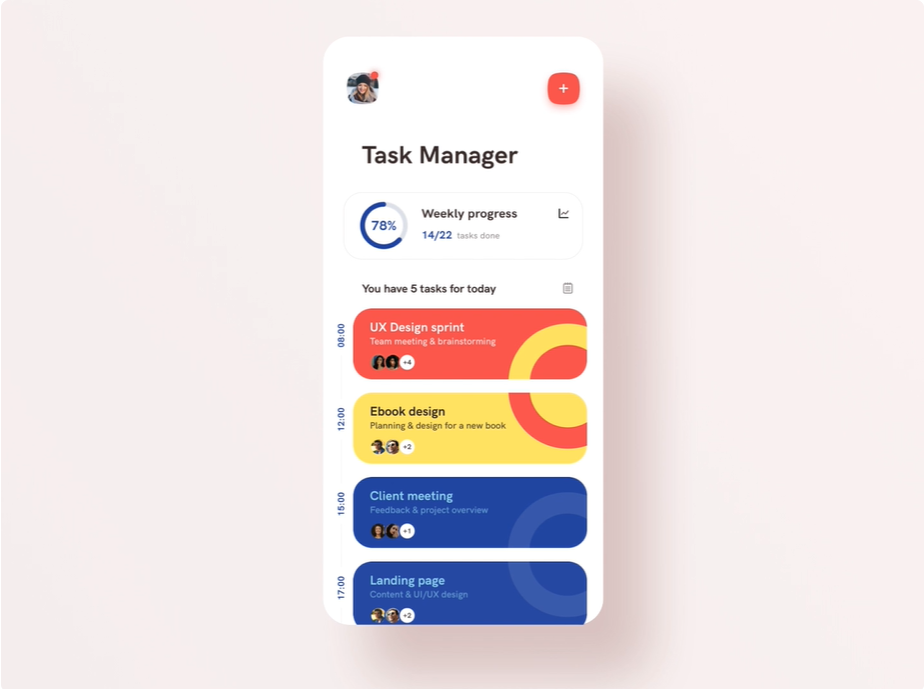 +
Task Manager
78%
Weekly progress
14/22 tasks done
You have 5 tasks for today
08:00
UX Design sprint
Team meeting & brainstorming
+4
12:00
Ebook design
Planning & design for a new book
+2
15:00
Client meeting
Feedback & project overview
+1
17:00
Landing page
Content & UI/UX design
+2